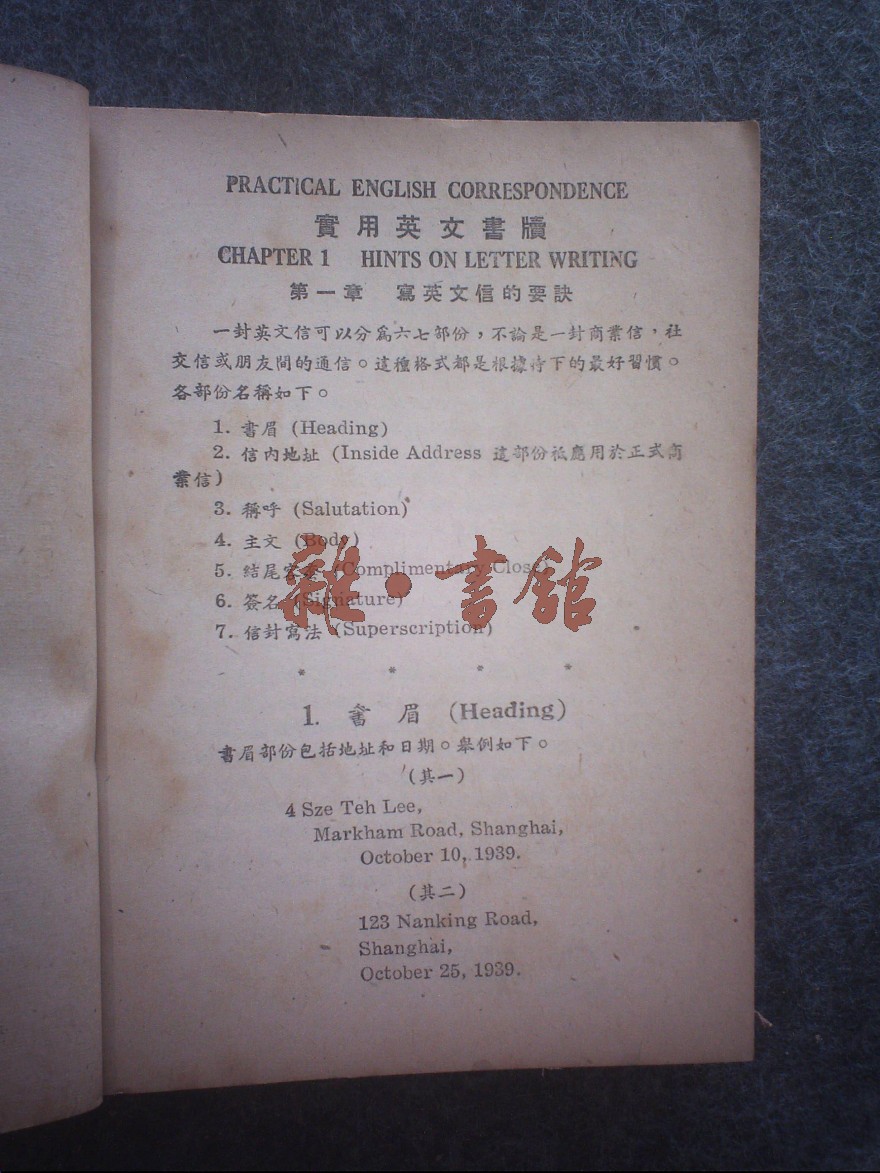 PRACTICAL ENGLISH CORRESPONDENCE
實用英文書牘
CHAPTER 1 HINTS ON LETTER WRITING
第一章 寫英文信的要訣
一封英文信可以分爲六七部份，不論是一封商業信，社
交信或朋友間的通信。這種格式都是根據待下的最好習慣。
各部份名稱如下。
1. 書眉 (Heading)
2. 信內地址 (Inside Address 這部份祗應用於正式商
業信)
3. 稱呼 (Salutation)
4. 主文 (Body)
5. 結尾客套 (Complimentary Close)
6. 簽名 (Signature)
7. 信封寫法 (Superscription)
* * * *
1. 書眉 (Heading)
書眉部份包括地址和日期。舉例如下。
(其一)
4 Sze Teh Lee,
Markham Road, Shanghai,
October 10, 1939.
(其二)
123 Nanking Road,
Shanghai,
October 25, 1939.
雜·書館